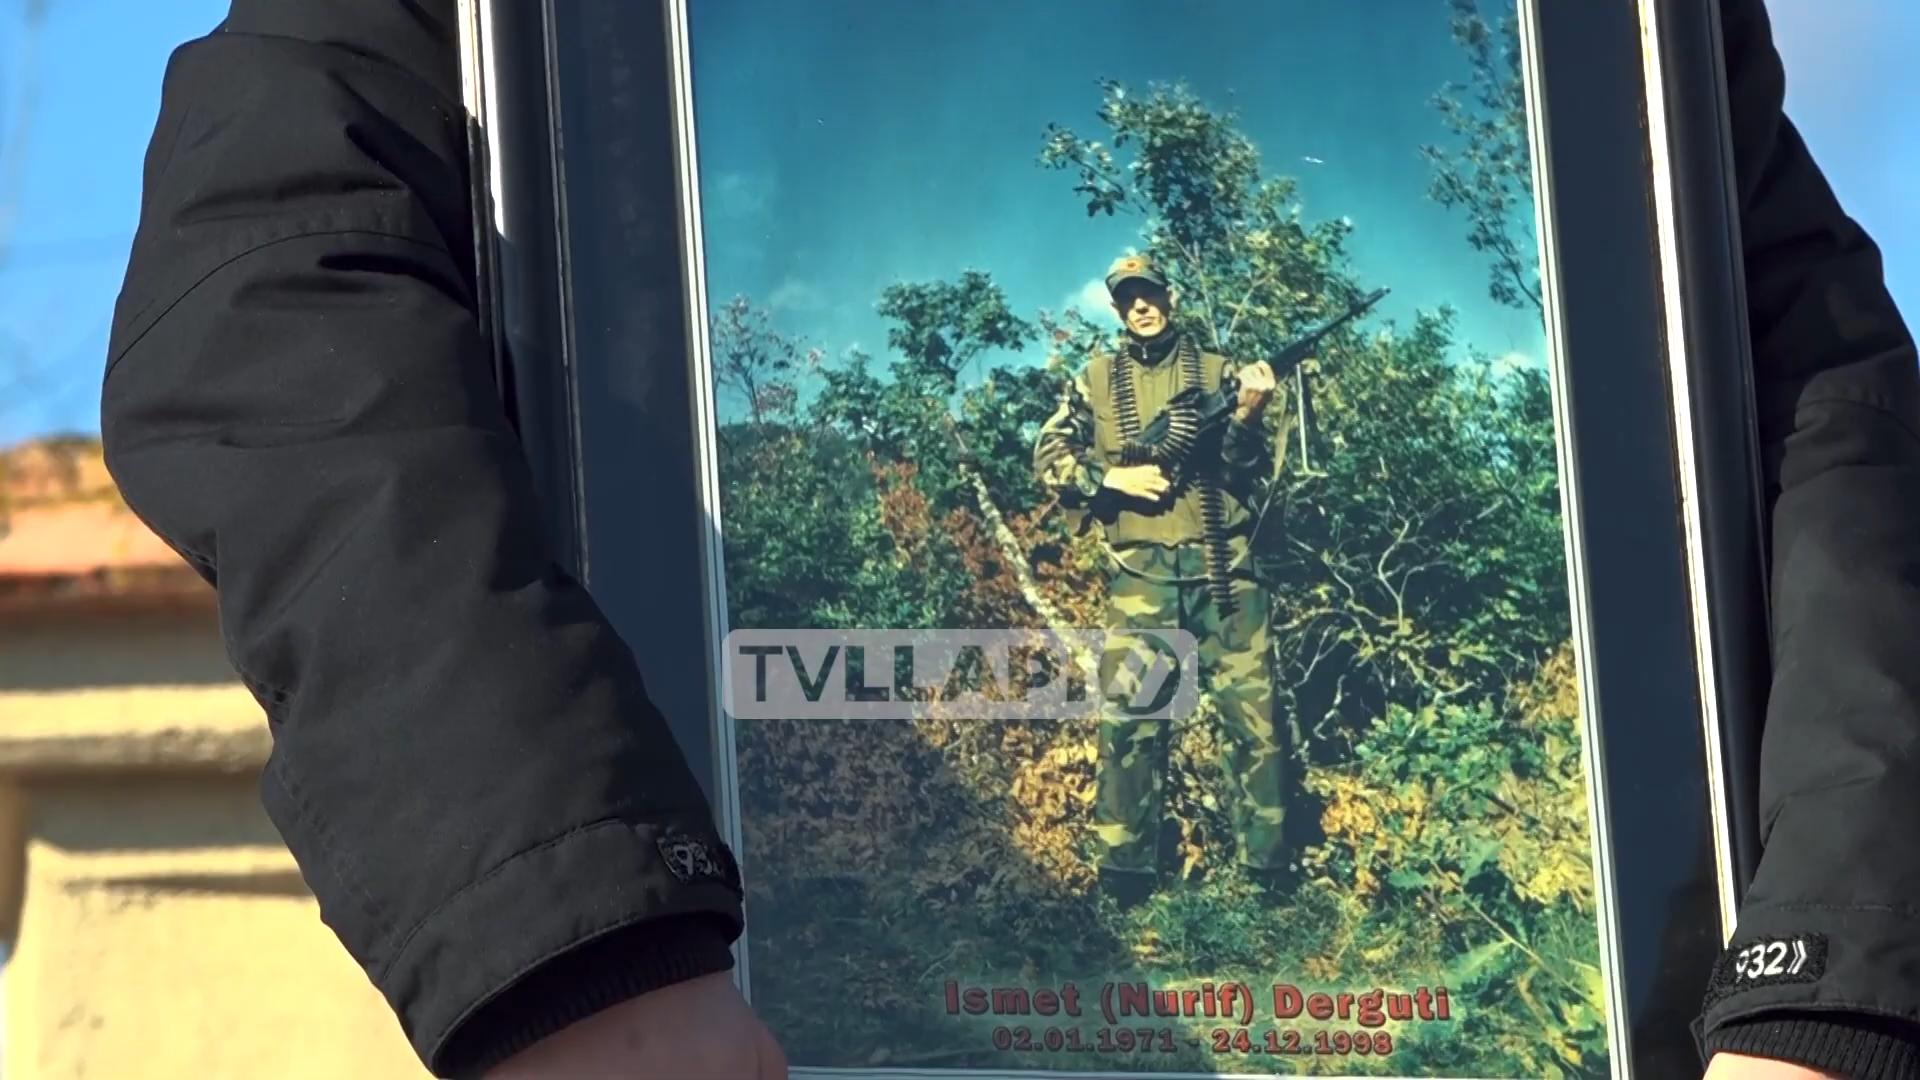 TVLLAPI
Ismet (Nurif) Derguti
02.01.1971 - 24.12.1998
932»